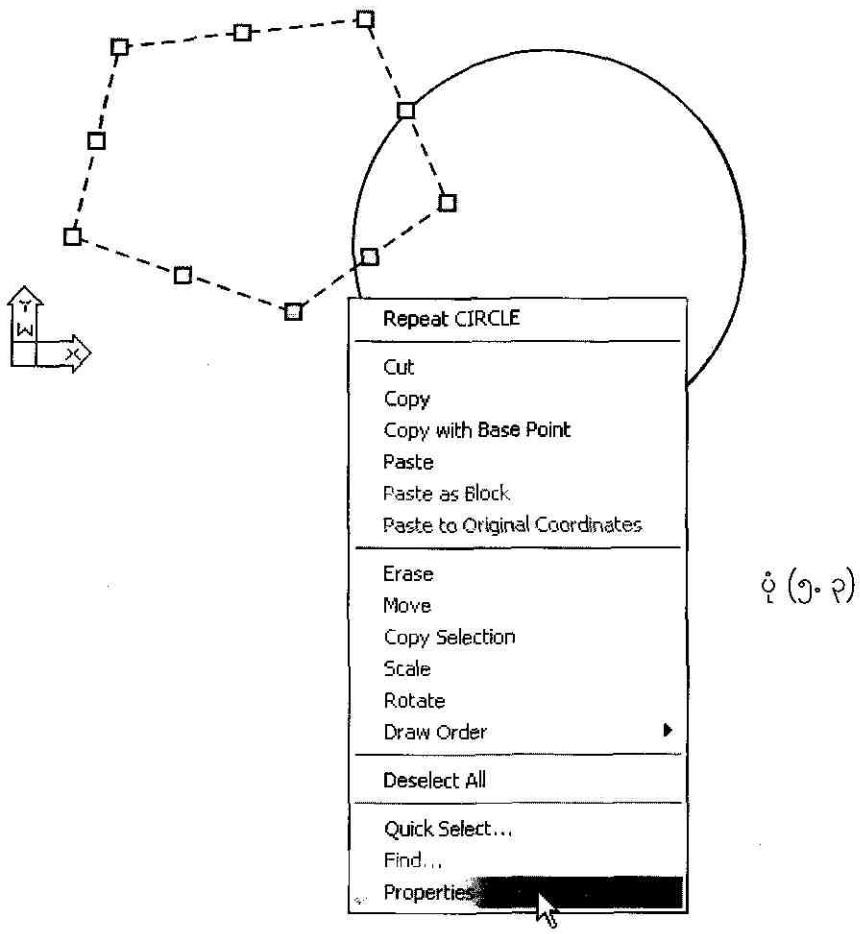 Y
W
X
Repeat CIRCLE
Cut
Copy
Copy with Base Point
Paste
Paste as Block
Paste to Original Coordinates
Erase
Move
Copy Selection
Scale
Rotate
Draw Order
Deselect All
Quick Select...
Find...
Properties
ပုံ (၅.၃)